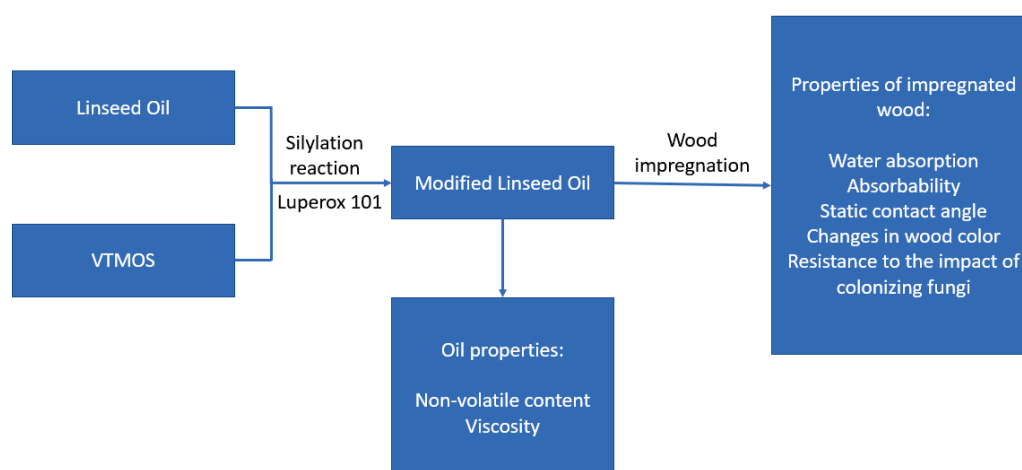 Linseed Oil
VTMOS
Silylation
reaction
Luperox 101
Modified Linseed Oil
Oil properties:
Non-volatile content
Viscosity
Wood
impregnation
Properties of impregnated
wood:
Water absorption
Absorbability
Static contact angle
Changes in wood color
Resistance to the impact of
colonizing fungi